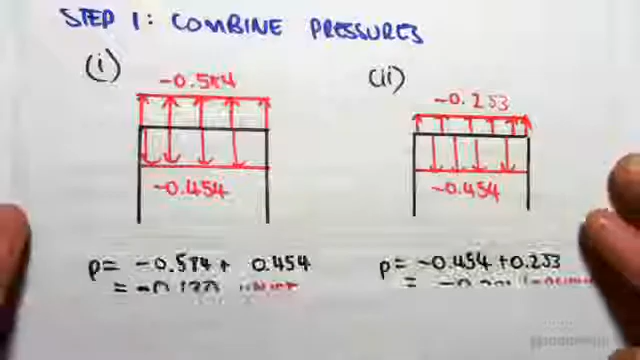 STEP 1: COMBINE PRESSURES
(i)
-0.584
-0.454
p= -0.584 + 0.454
(ii)
-0.253
-0.454
p= -0.454 +0.253